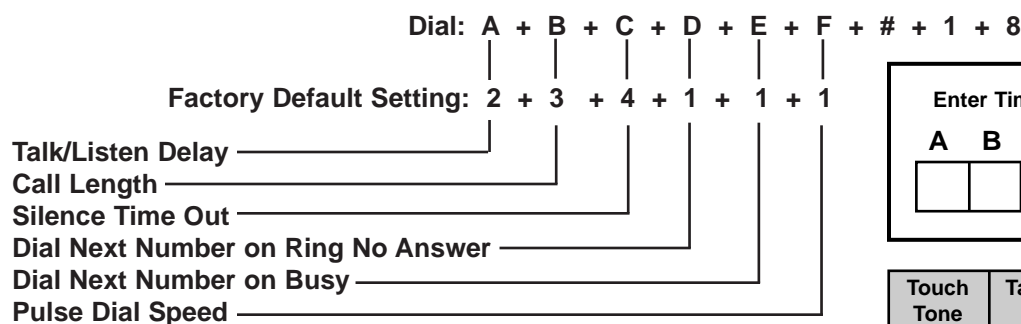 Dial: A + B + C + D + E + F + # + 1 + 8
Factory Default Setting: 2 + 3 + 4 + 1 + 1 + 1
Talk/Listen Delay
Call Length
Silence Time Out
Dial Next Number on Ring No Answer
Dial Next Number on Busy
Pulse Dial Speed
Enter
A B
Touch
Tone